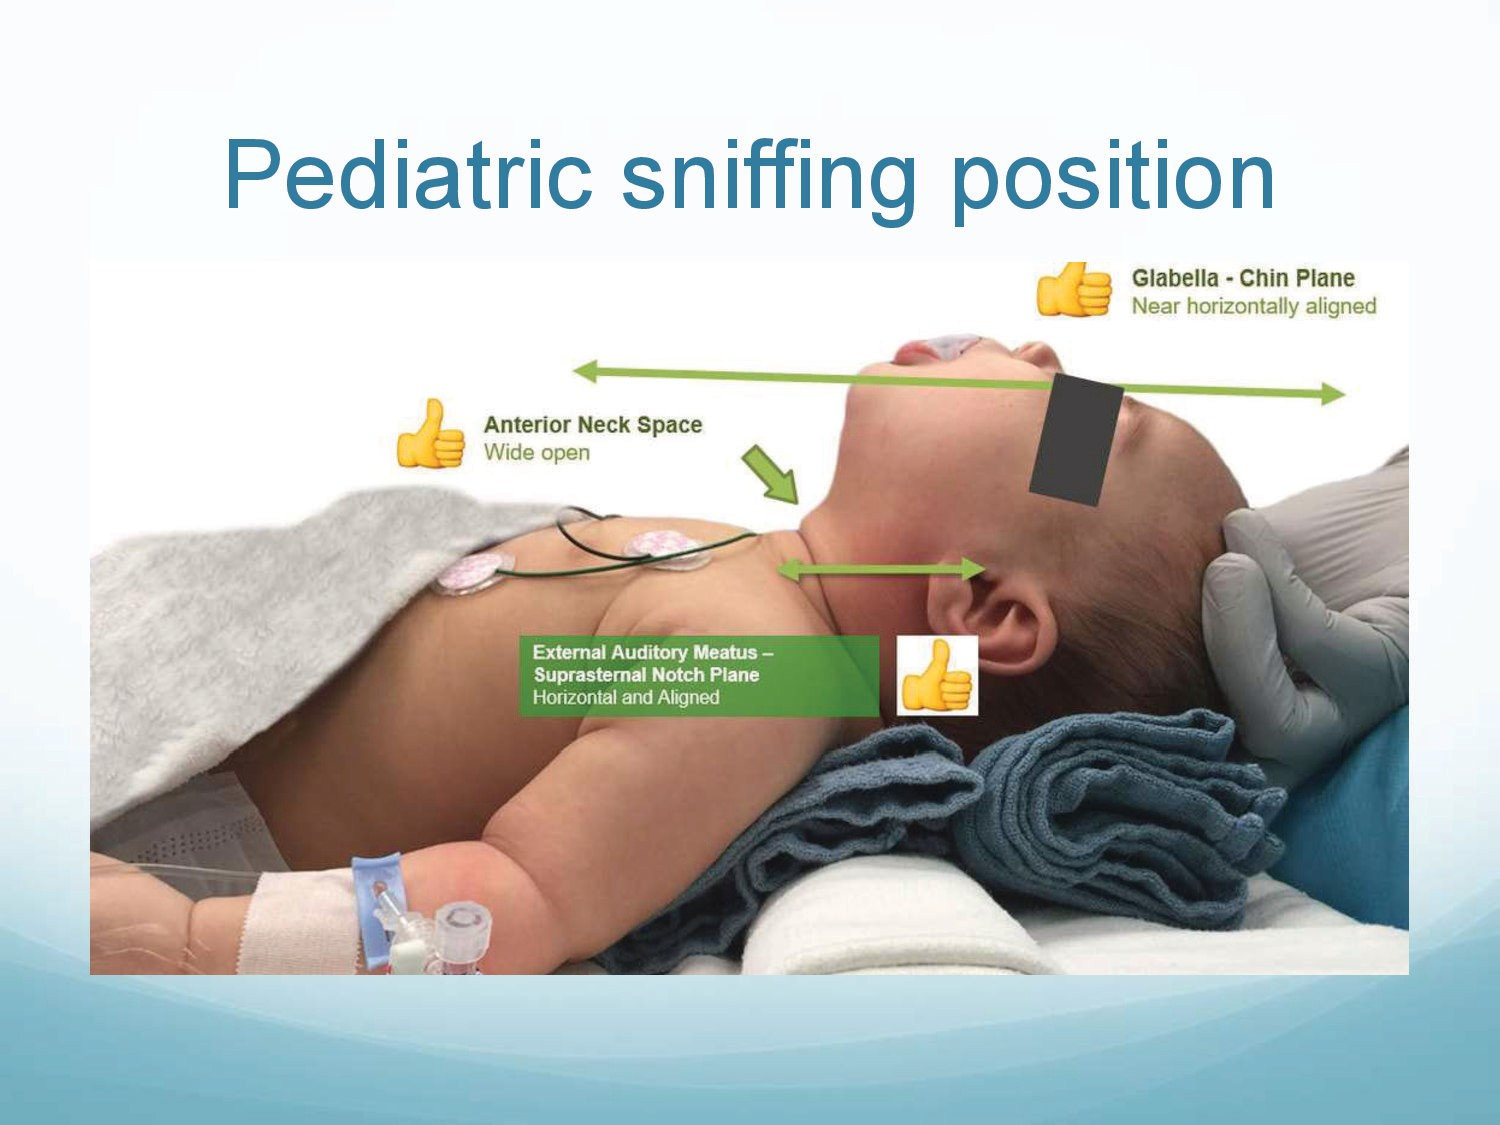 Pediatric sniffing position
Glabella - Chin Plane
Near horizontally aligned
Anterior Neck Space
Wide open
External Auditory Meatus –
Suprasternal Notch Plane
Horizontal and Aligned